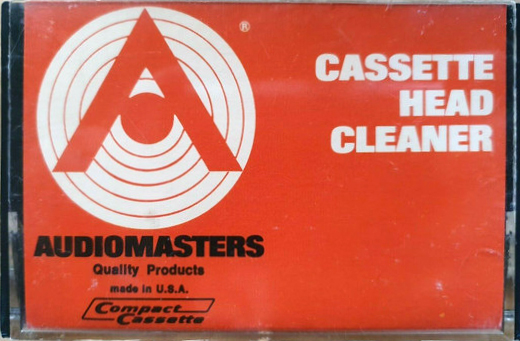 ®
CASSETTE
HEAD
CLEANER
AUDIOMASTERS
Quality Products
made in U.S.A.
Compact
Cassette